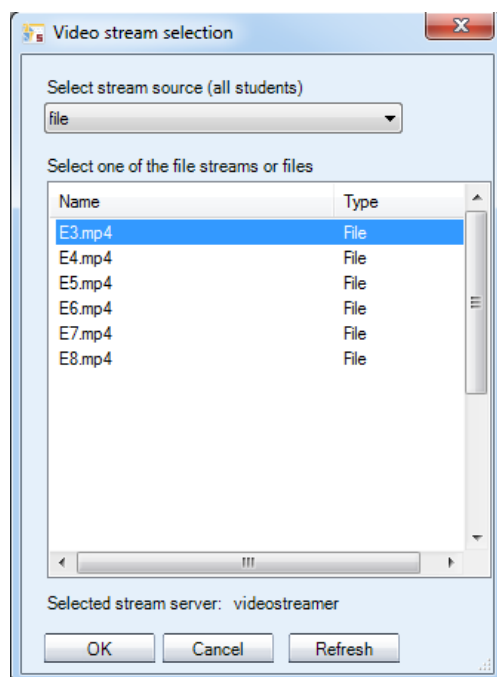 Video stream selection
Select stream source (all students)
file
Select one of the file streams or files
Name Type
E3.mp4 File
E4.mp4 File
E5.mp4 File
E6.mp4 File
E7.mp4 File
E8.mp4 File
Selected stream server: videostreamer
OK Cancel Refresh